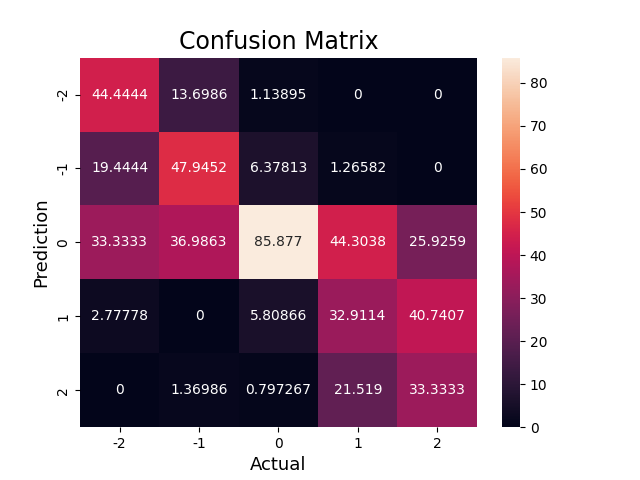 Confusion Matrix
-2 44.4444 13.6986 1.13895 0 0
-1 19.4444 47.9452 6.37813 1.26582 0
0 33.3333 36.9863 85.877 44.3038 25.9259
1 2.77778 0 5.80866 32.9114 40.7407
2 0 1.36986 0.797267 21.519 33.3333
-2 -1 0 1 2
Prediction
Actual
80
70
60
50
40
30
20
10
0